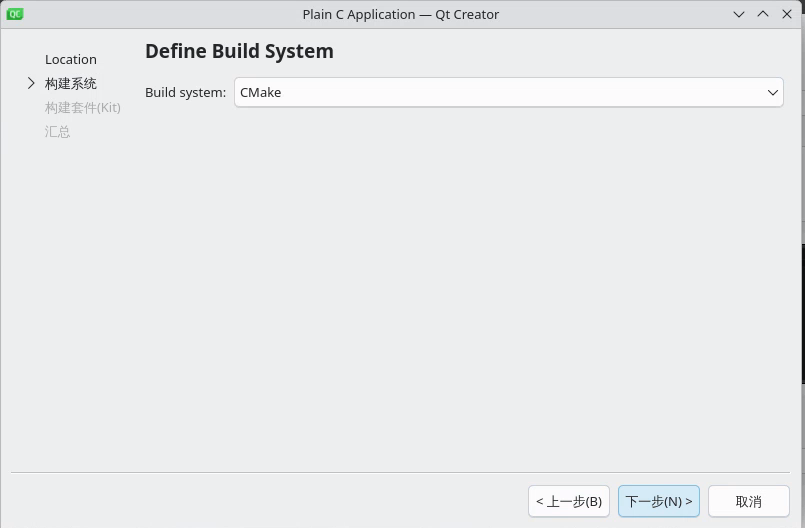 QC
Plain C Application — Qt Creator
Location
构建系统
构建套件(Kit)
汇总
Define Build System
Build system:
CMake
< 上一步(B)
下一步(N) >
取消